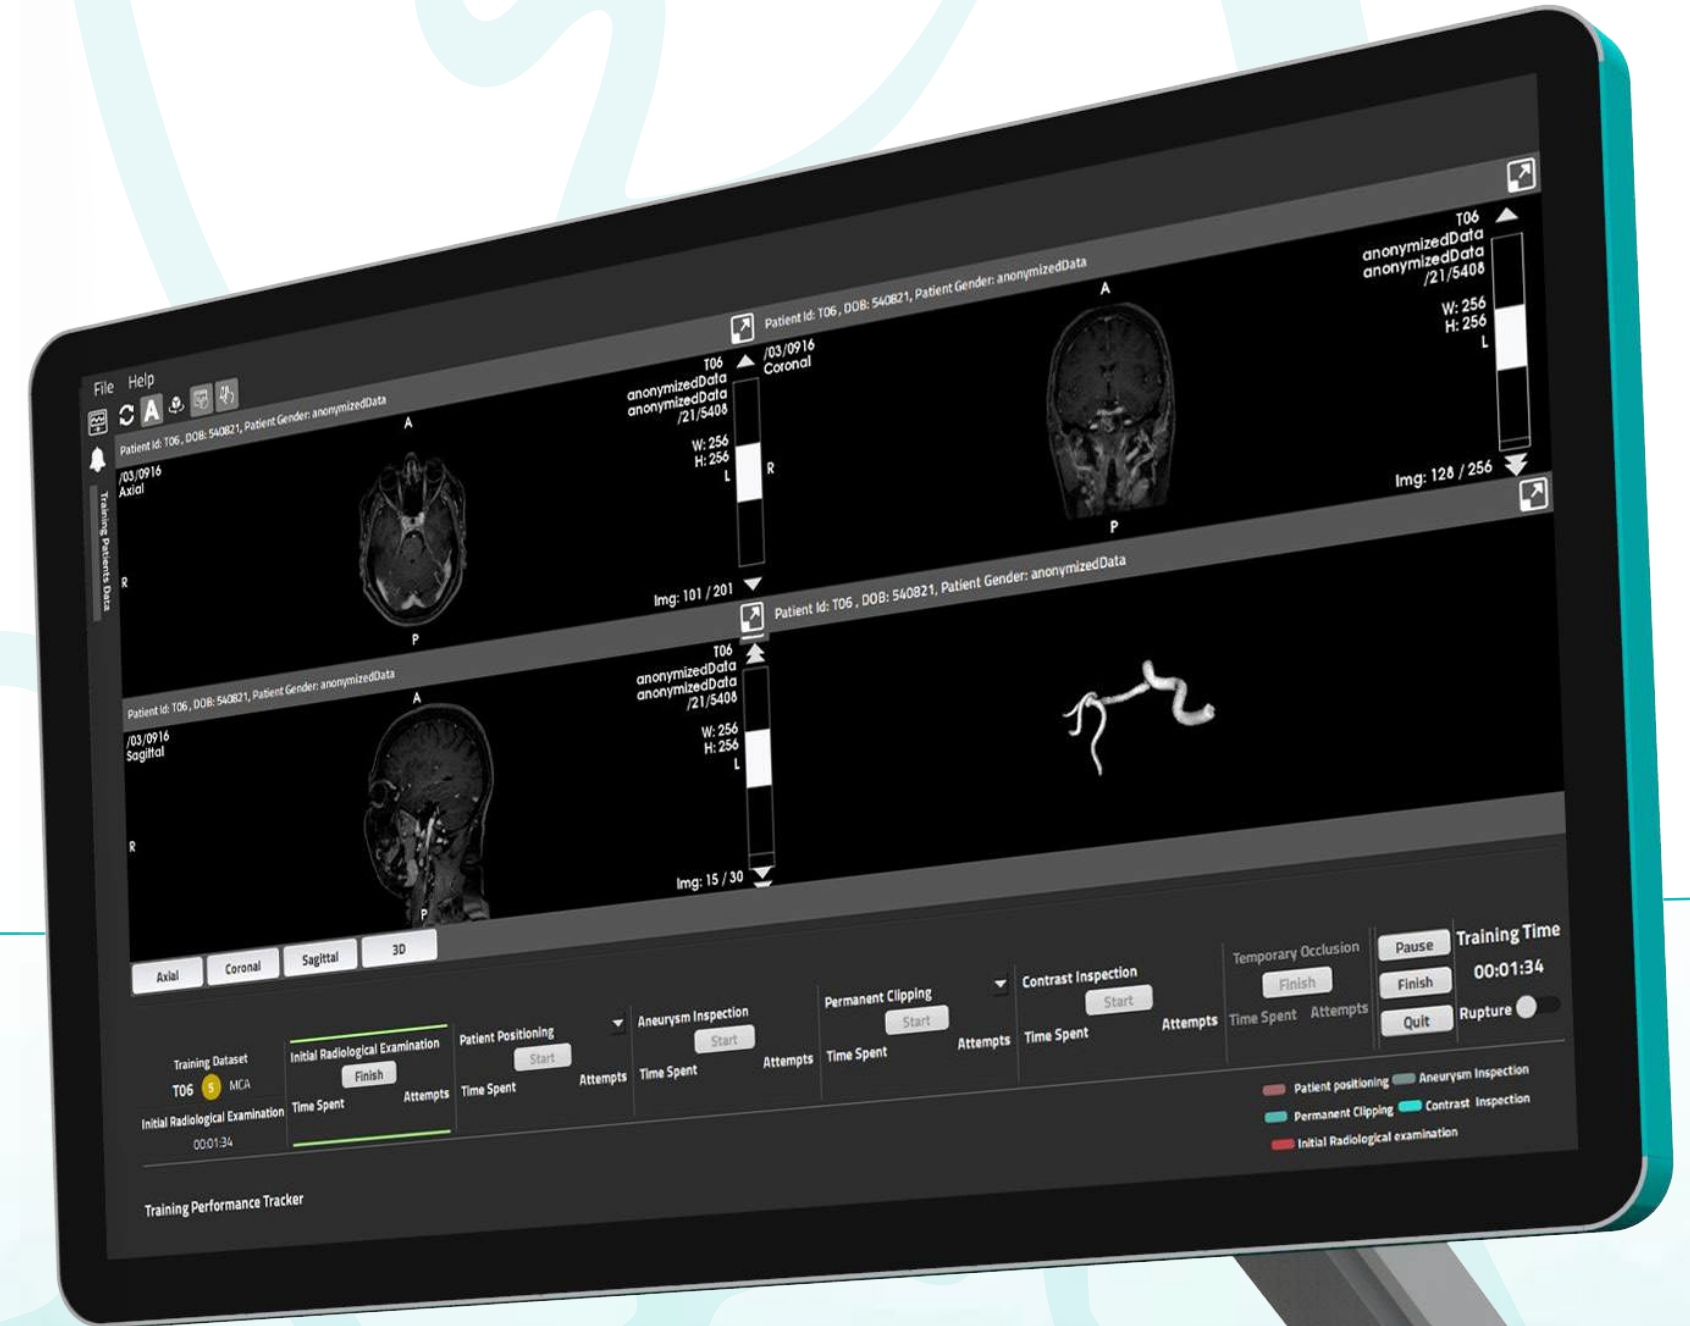 File Help
A
Training Patients Data
Patient Id: T06 , DOB: 540821, Patient Gender: anonymizedData
/03/0916
Axial
A
R
P
T06
anonymizedData
anonymizedData
/21/5408
W: 256
H: 256
L
Img: 101 / 201
Patient Id: T06 , DOB: 540821, Patient Gender: anonymizedData
/03/0916
Coronal
A
R
P
T06
anonymizedData
anonymizedData
/21/5408
W: 256
H: 256
L
Img: 128 / 256
Patient Id: T06 , DOB: 540821, Patient Gender: anonymizedData
/03/0916
Sagittal
A
R
P
T06
anonymizedData
anonymizedData
/21/5408
W: 256
H: 256
L
Img: 15 / 30
Patient Id: T06 , DOB: 540821, Patient Gender: anonymizedData
Axial Coronal Sagittal 3D
Training Dataset
T06 5 MCA
Initial Radiological Examination
00:01:34
Initial Radiological Examination
Finish
Time Spent Attempts
Patient Positioning
Start
Time Spent Attempts
Aneurysm Inspection
Start
Time Spent Attempts
Permanent Clipping
Start
Time Spent Attempts
Contrast Inspection
Start
Time Spent Attempts
Temporary Occlusion
Finish
Time Spent Attempts
Pause
Finish
Quit
Training Time
00:01:34
Rupture
Patient positioning Aneurysm Inspection
Permanent Clipping Contrast Inspection
Initial Radiological examination
Training Performance Tracker